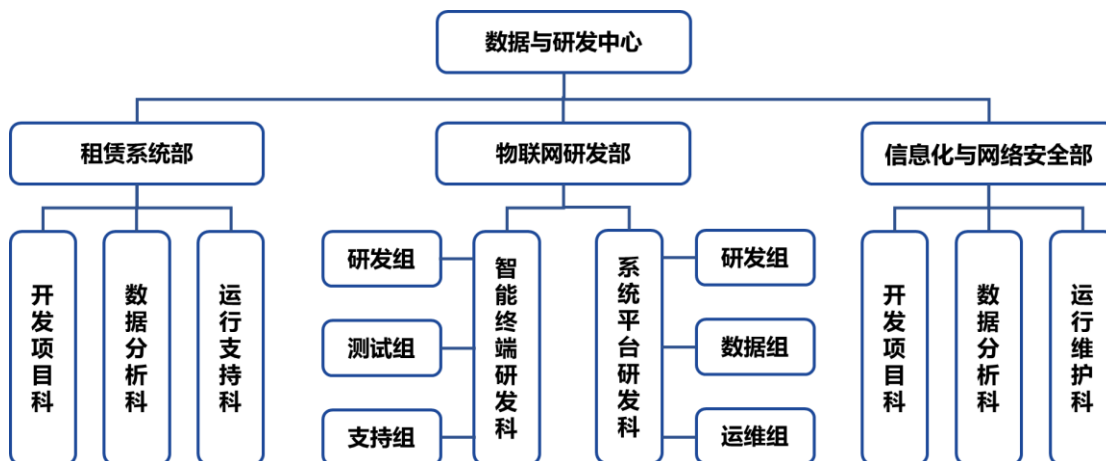 数据与研发中心
租赁系统部
物联网研发部
信息化与网络安全部
开发项目科
数据分析科
运行支持科
研发组
测试组
支持组
智能终端研发科
系统平台研发科
研发组
数据组
运维组
开发项目科
数据分析科
运行维护科